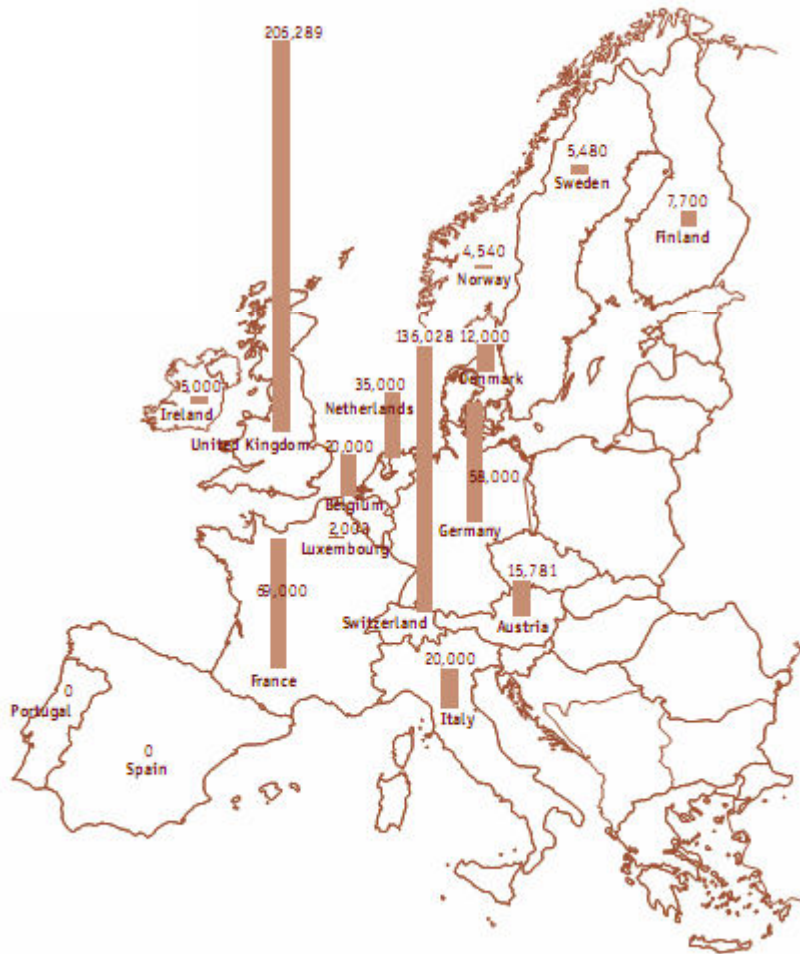 205,289
5,480
Sweden
7,700
Finland
4,540
Norway
136,028
12,000
Denmark
5,000
Ireland
35,000
Netherlands
United Kingdom
20,000
Belgium
58,000
Germany
2,000
Luxembourg
69,000
France
15,781
Austria
Switzerland
20,000
Italy
0
Portugal
0
Spain